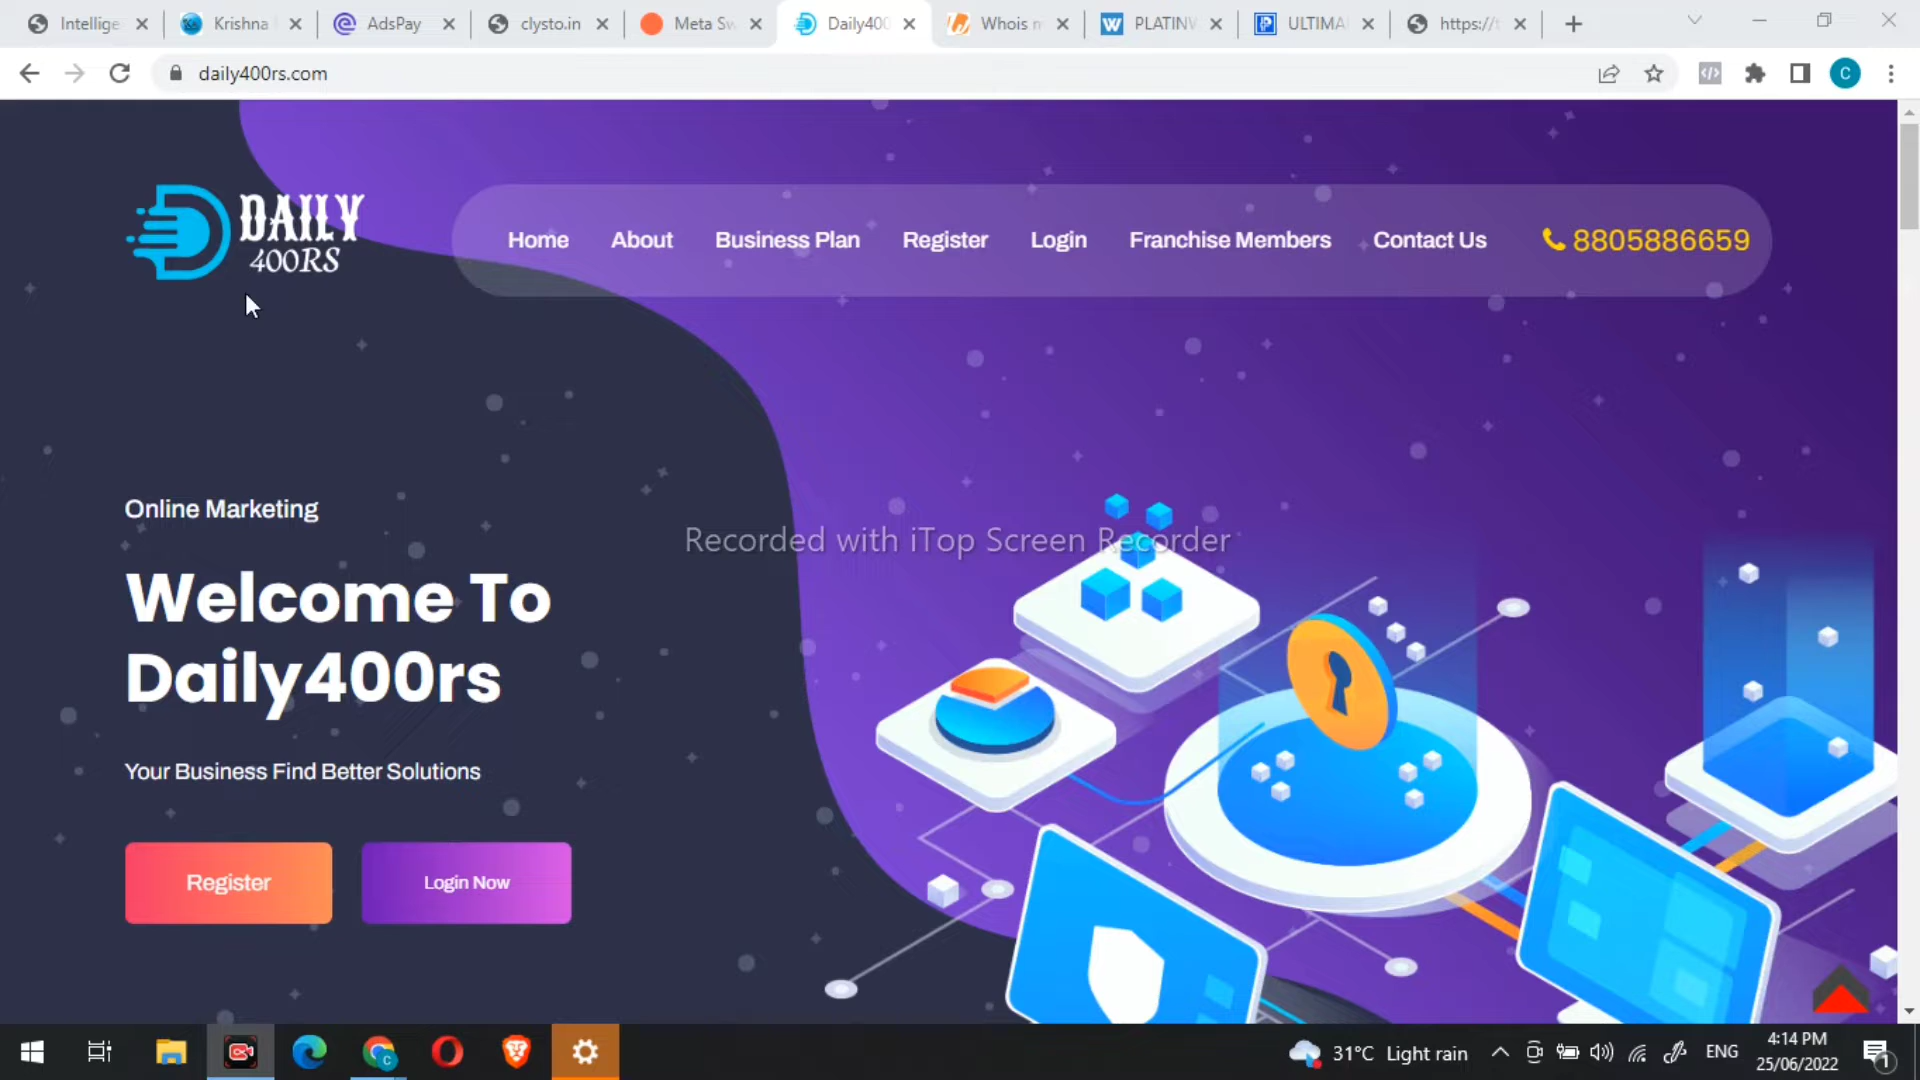 Intellige
Krishna
AdsPay
clysto.in
Meta Sw
Daily400
Whois
PLATIN
ULTIMA
https://t
daily400rs.com
C
DAILY
400RS
Home
About
Business Plan
Register
Login
Franchise Members
Contact Us
8805886659
Online Marketing
Recorded with iTop Screen Recorder
Welcome To
Daily400rs
Your Business Find Better Solutions
Register
Login Now
31°C Light rain
ENG
4:14 PM
25/06/2022
1